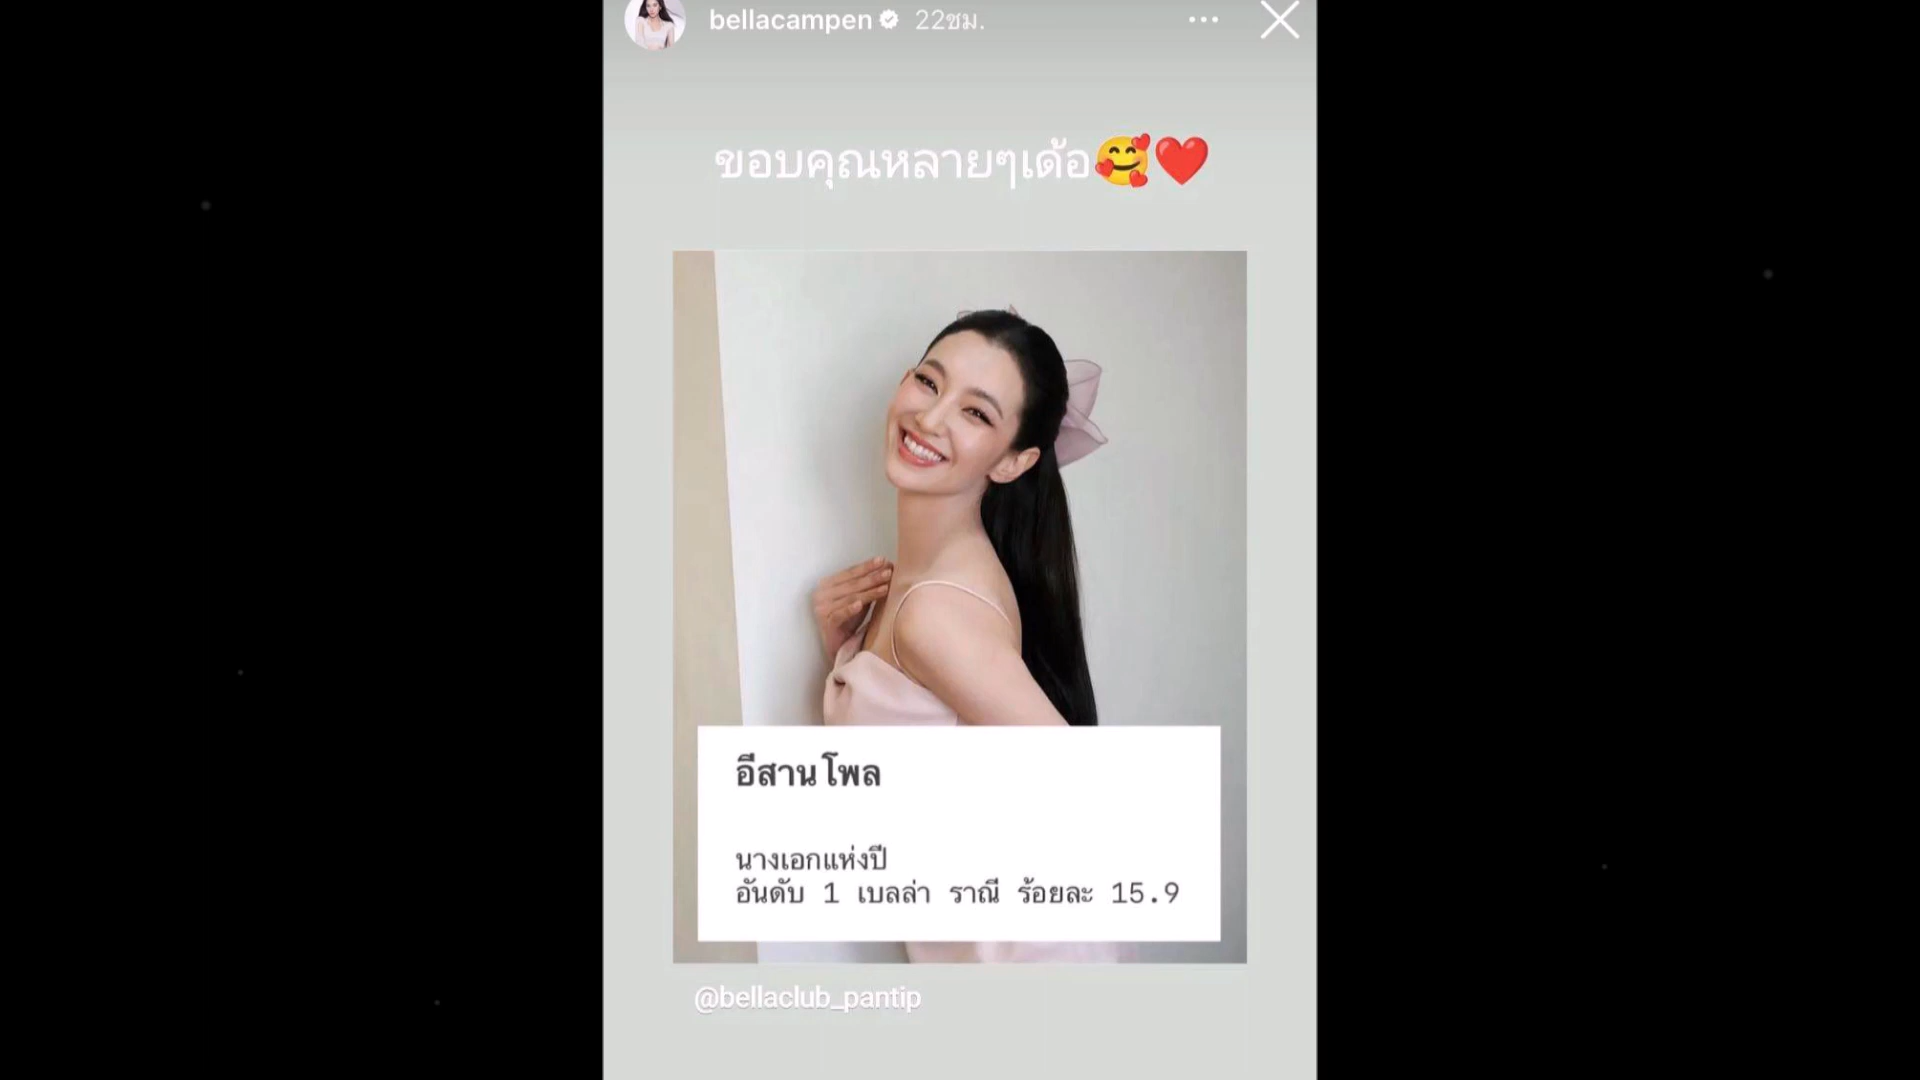 bellacampen 22ชม.
ขอบคุณหลายๆเด้อ🥰❤️
อีสานโพล
นางเอกแห่งปี
อันดับ 1 เบลล่า ราณี ร้อยละ 15.9
@bellaclub_pantip